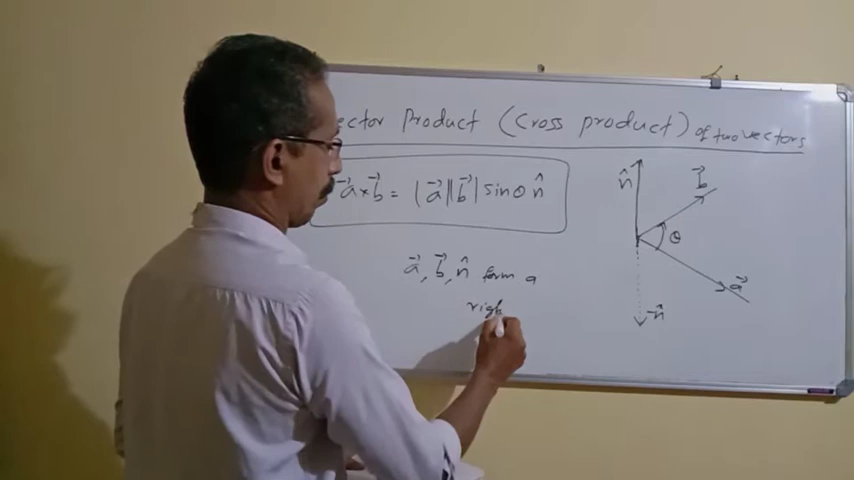 ector Product (Cross product) of two vectors
a⃗ × b⃗ = |a⃗||b⃗| sinθ n̂
a⃗, b⃗, n̂ form a
righ
n̂
b⃗
θ
a⃗
-n̂